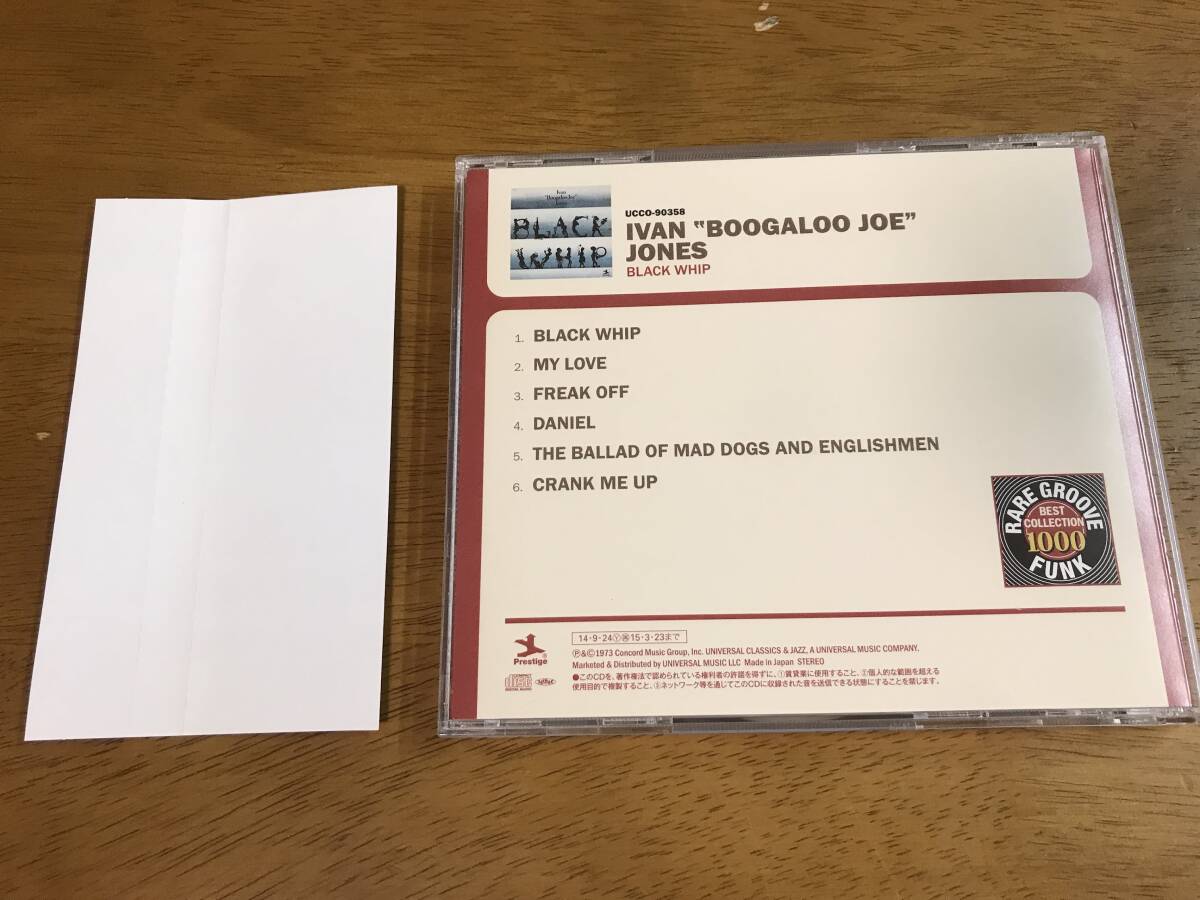 Ivan
"Boogaloo Joe"
Jones
BLACK
WHIP
UCCO-90358
IVAN "BOOGALOO JOE"
JONES
BLACK WHIP
1. BLACK WHIP
2. MY LOVE
3. FREAK OFF
4. DANIEL
5. THE BALLAD OF MAD DOGS AND ENGLISHMEN
6. CRANK ME UP
RARE GROOVE
BEST
COLLECTION
1000
FUNK
Prestige
14・9・24Ⓨ㊟15・3・23まで
Ⓟ&Ⓒ1973 Concord Music Group, Inc. UNIVERSAL CLASSICS & JAZZ, A UNIVERSAL MUSIC COMPANY.
Marketed & Distributed by UNIVERSAL MUSIC LLC Made in Japan STEREO
●このCDを、著作権法で認められている権利者の許諾を得ずに、①賃貸業に使用すること、②個人的な範囲を超える
使用目的で複製すること、③ネットワーク等を通じてこのCDに収録された音を送信できる状態にすることを禁じます。